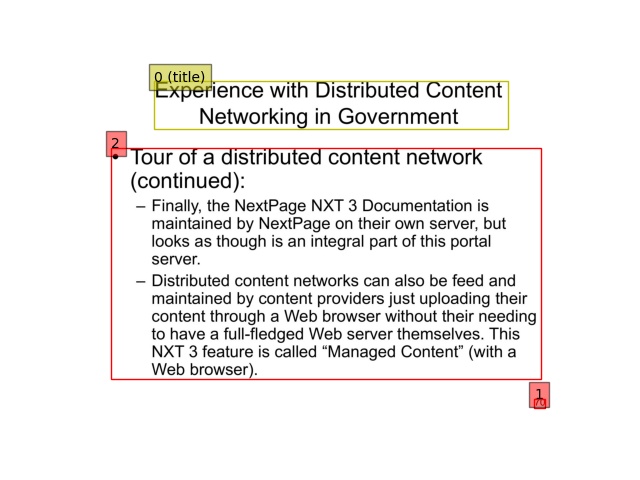 0 (title)
Experience with Distributed Content
Networking in Government
2
• Tour of a distributed content network
(continued):
– Finally, the NextPage NXT 3 Documentation is
maintained by NextPage on their own server, but
looks as though is an integral part of this portal
server.
– Distributed content networks can also be feed and
maintained by content providers just uploading their
content through a Web browser without their needing
to have a full-fledged Web server themselves. This
NXT 3 feature is called “Managed Content” (with a
Web browser).
1